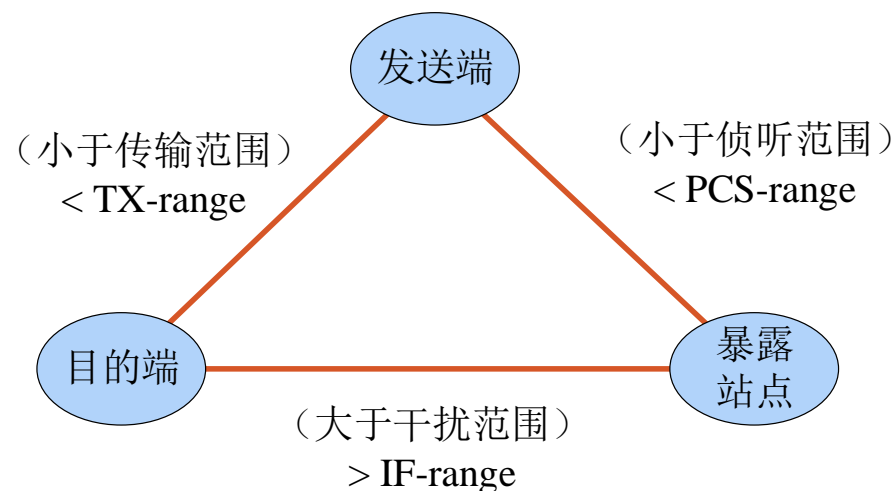 发送端
（小于传输范围）
< TX-range
（小于侦听范围）
< PCS-range
目的端
暴露
站点
（大于干扰范围）
> IF-range